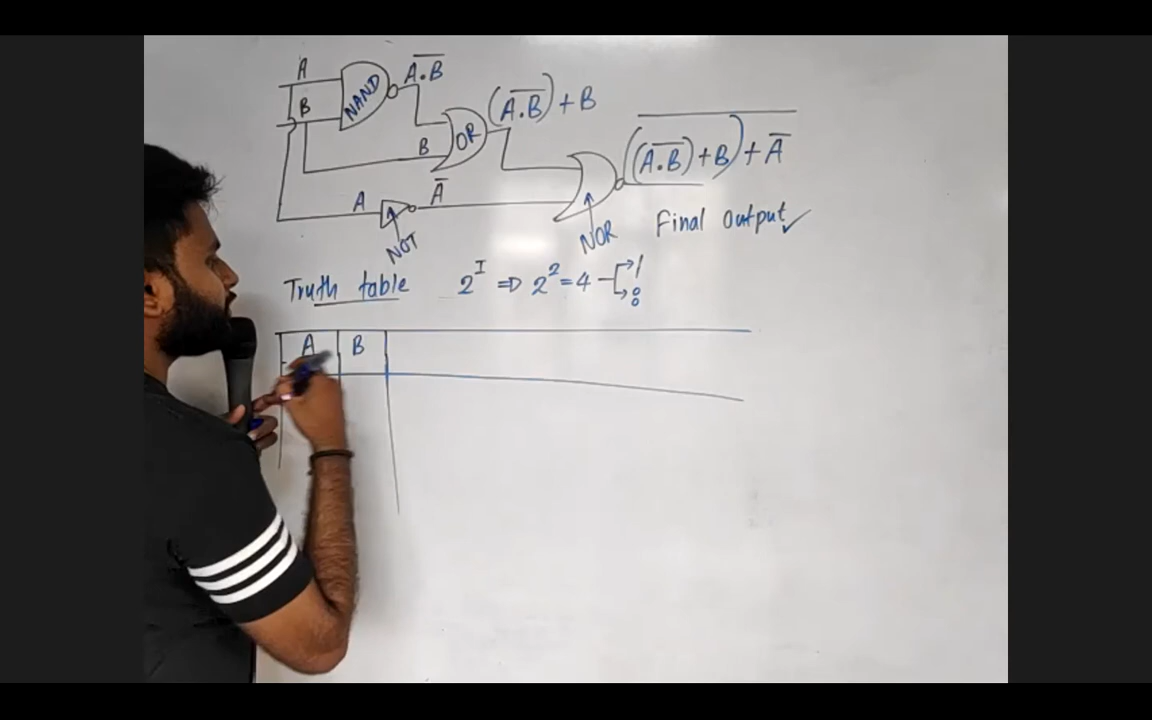 A
B
NAND
A̅.̅B̅
B
OR
(A̅.̅B̅) + B
A
NOT
A̅
NOR
((A̅.̅B̅) + B) + A̅
Final Output ✓
Truth table 2^I ⇒ 2^2 = 4 → 1
→ 0
A B